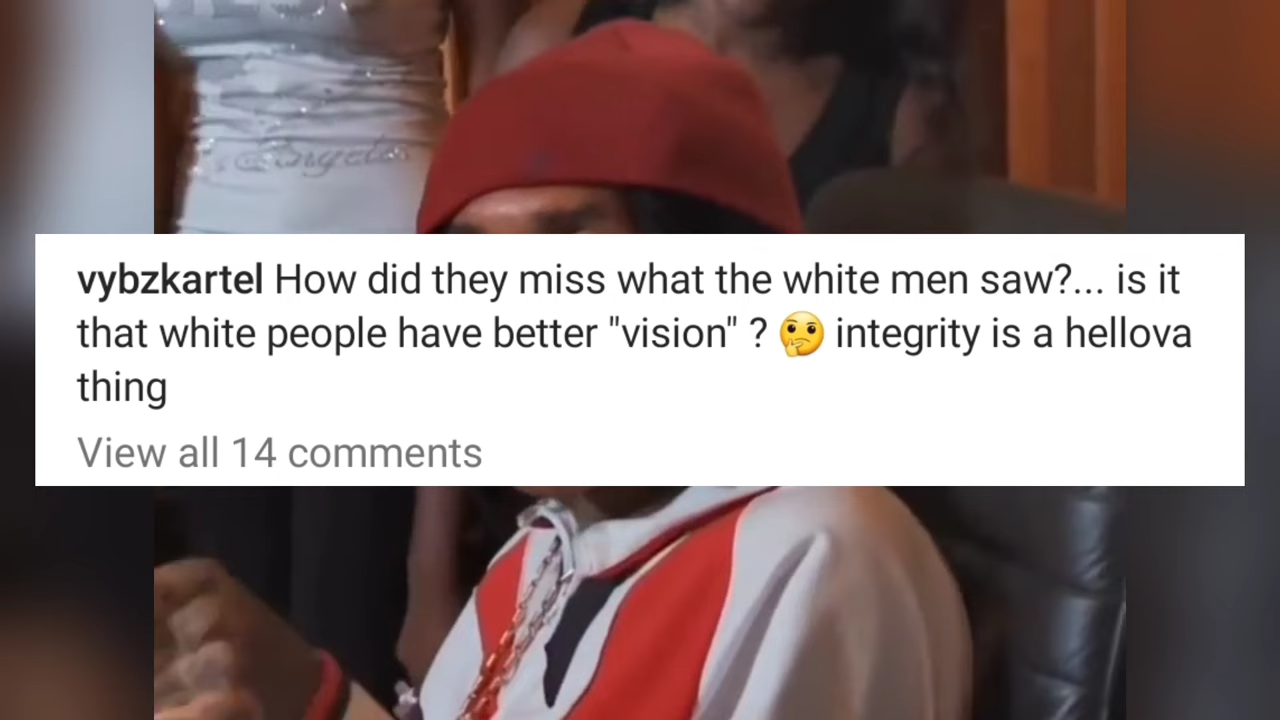 vybzkartel How did they miss what the white men saw?... is it
that white people have better "vision" ? 🤔 integrity is a hellova
thing
View all 14 comments